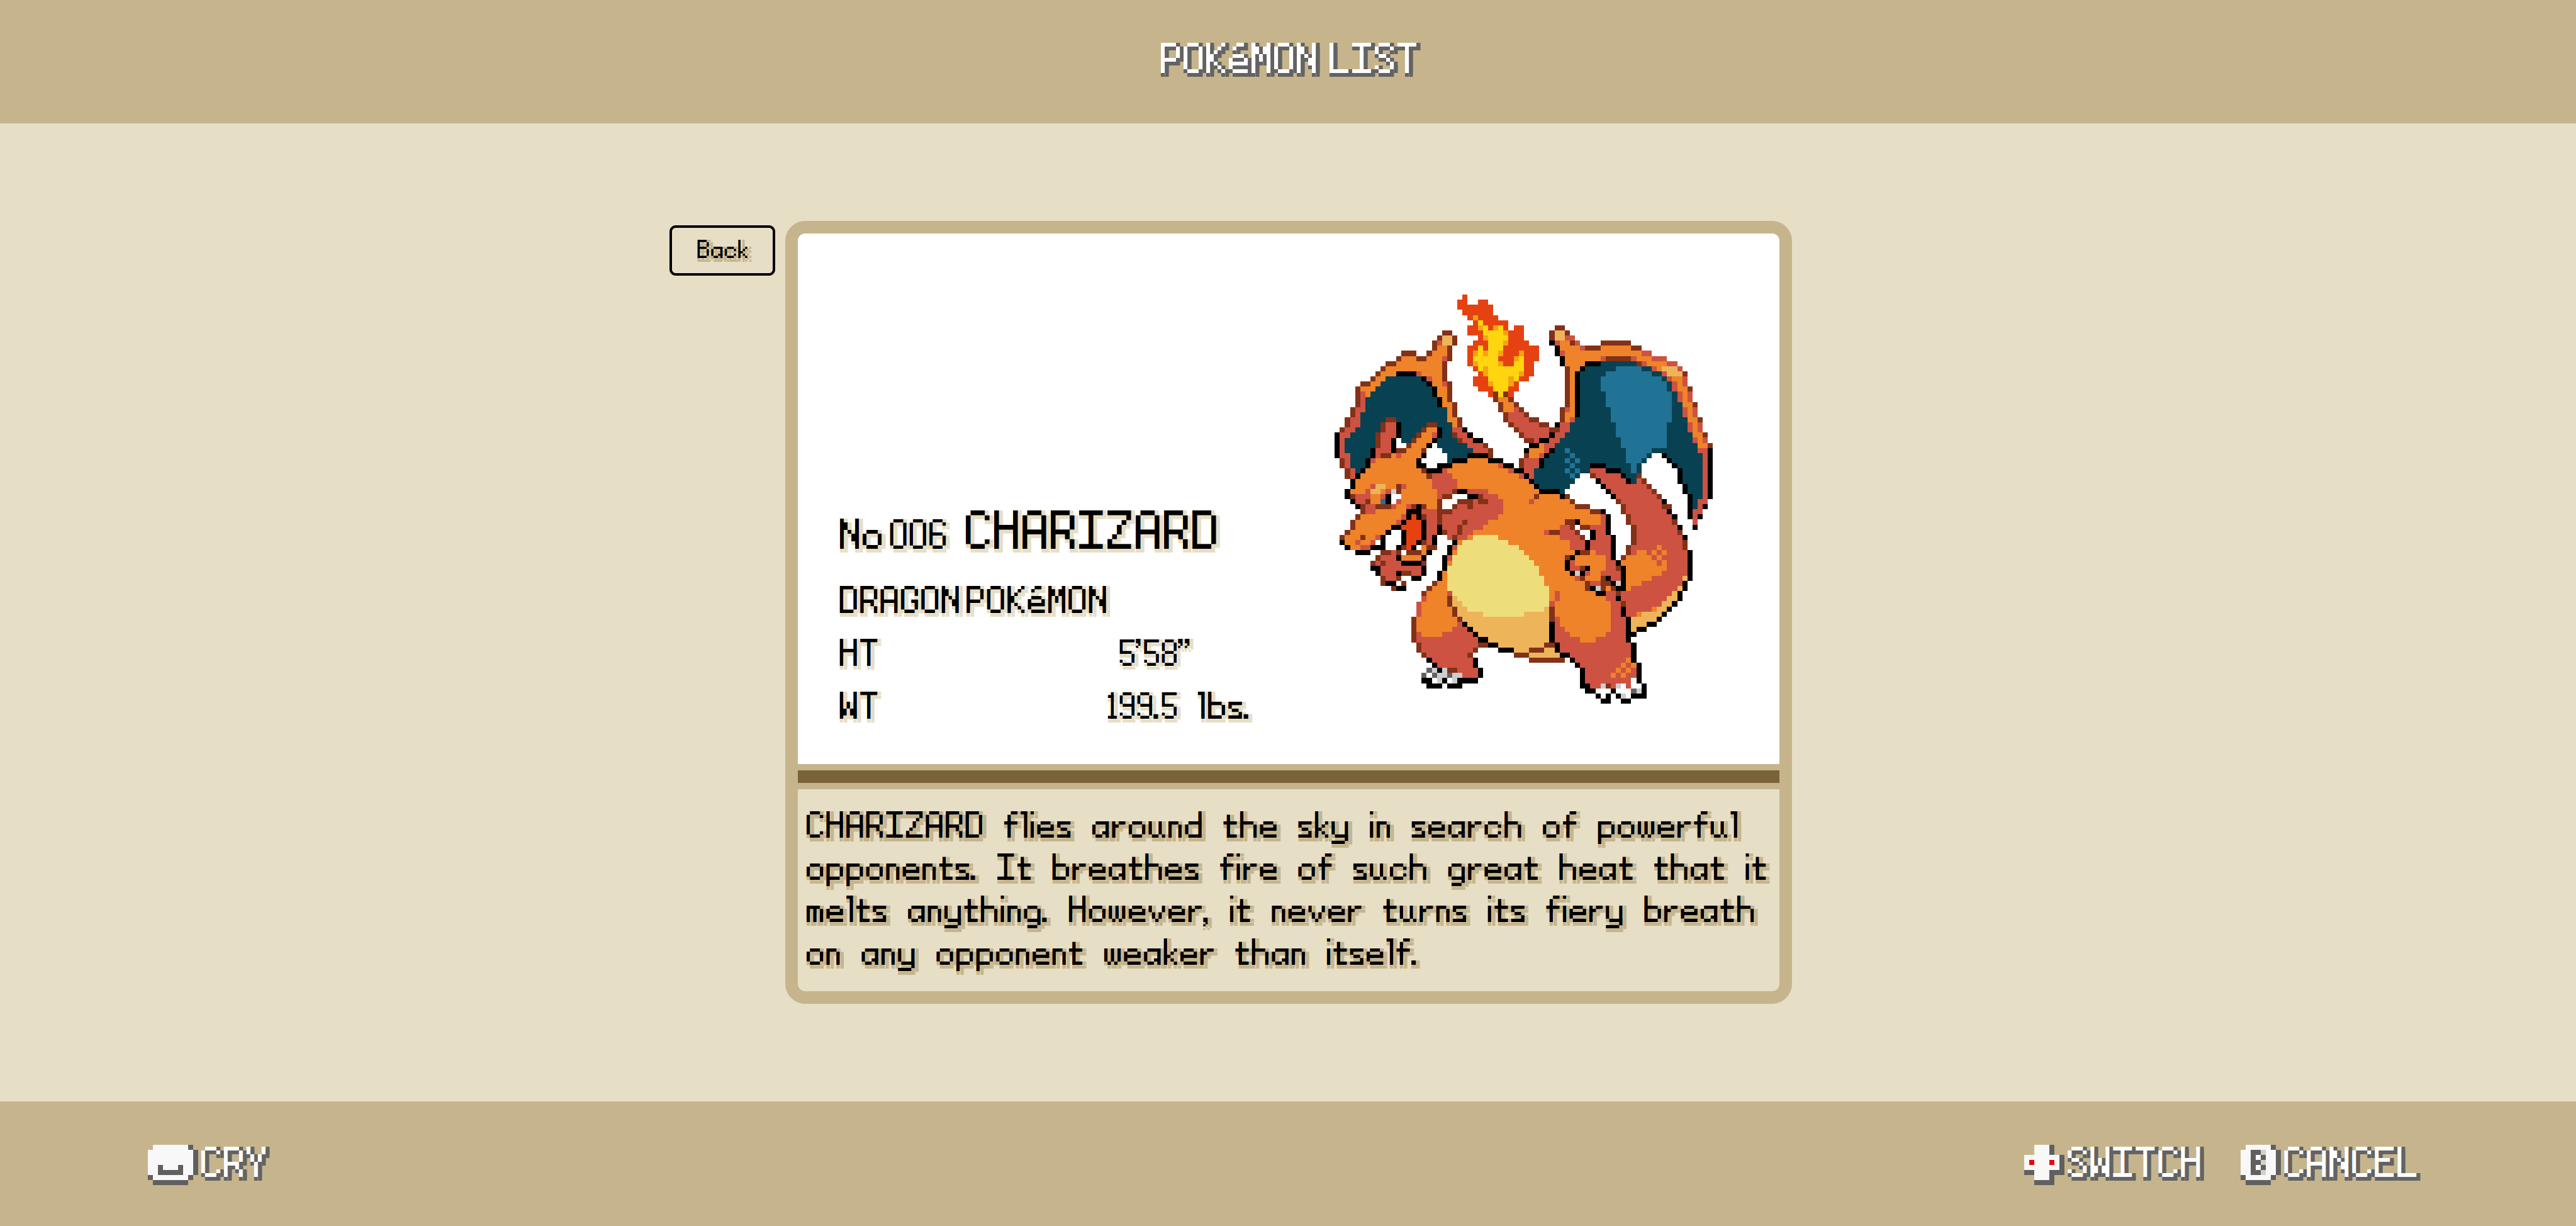 POKéMON LIST
Back
No 006 CHARIZARD
DRAGON POKéMON
HT 5'58”
WT 199.5 lbs.
CHARIZARD flies around the sky in search of powerful
opponents. It breathes fire of such great heat that it
melts anything. However, it never turns its fiery breath
on any opponent weaker than itself.
CRY
SWITCH B CANCEL